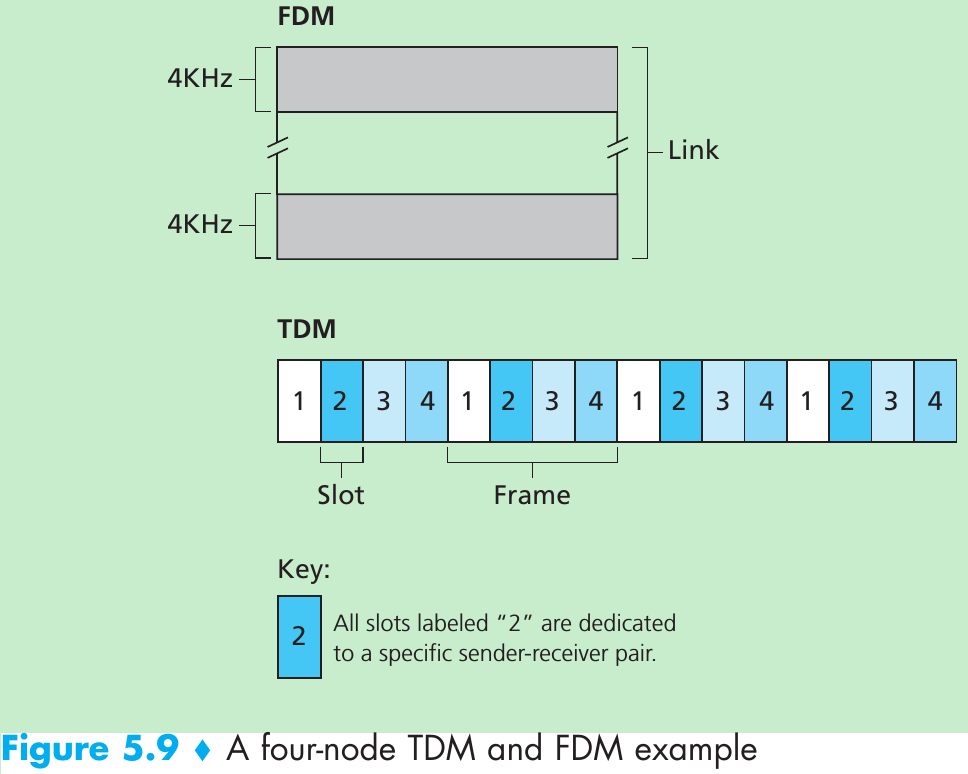 FDM
4KHz
Link
4KHz
TDM
1 2 3 4 1 2 3 4 1 2 3 4 1 2 3 4
Slot Frame
Key:
2 All slots labeled “2” are dedicated
to a specific sender-receiver pair.
Figure 5.9 ♦ A four-node TDM and FDM example